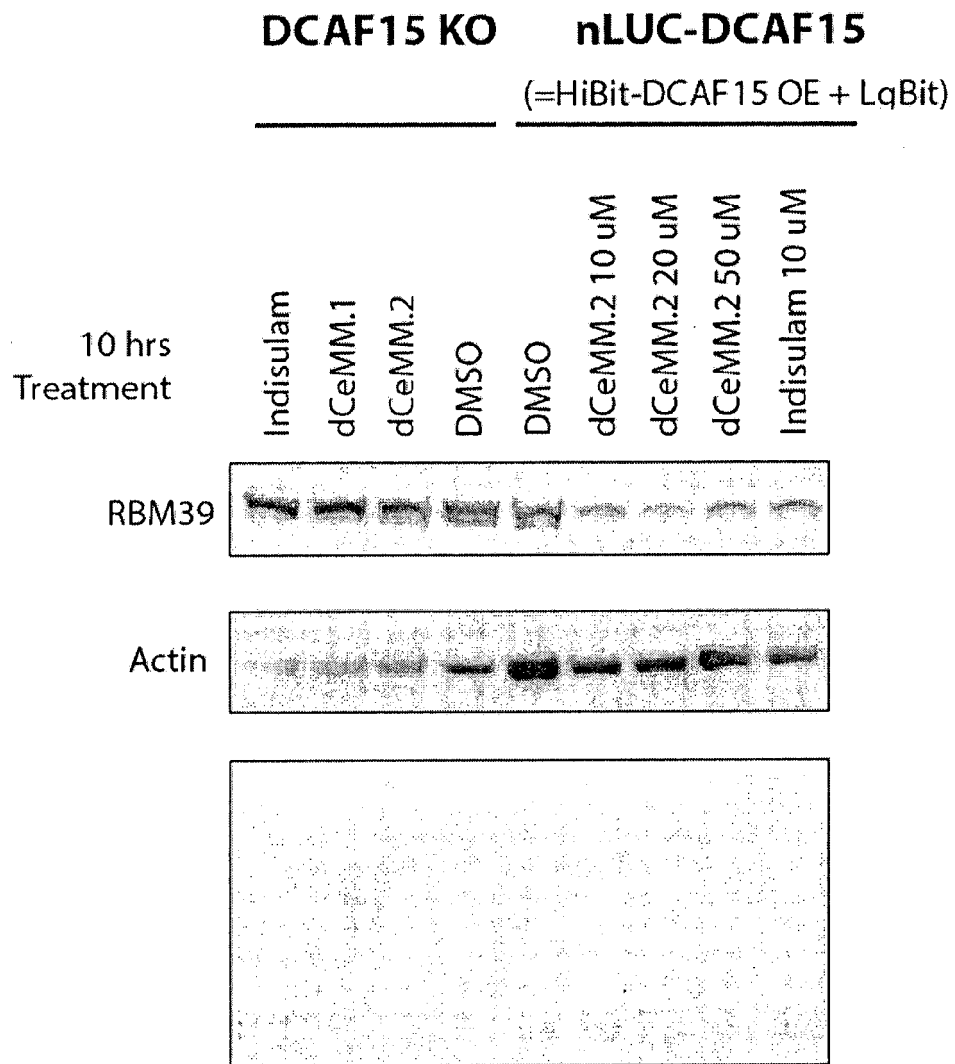 DCAF15 KO
nLUC-DCAF15
(=HiBit-DCAF15 OE + LqBit)
10 hrs
Treatment
Indisulam
dCeMM.1
dCeMM.2
DMSO
DMSO
dCeMM.2 10 uM
dCeMM.2 20 uM
dCeMM.2 50 uM
Indisulam 10 uM
RBM39
Actin